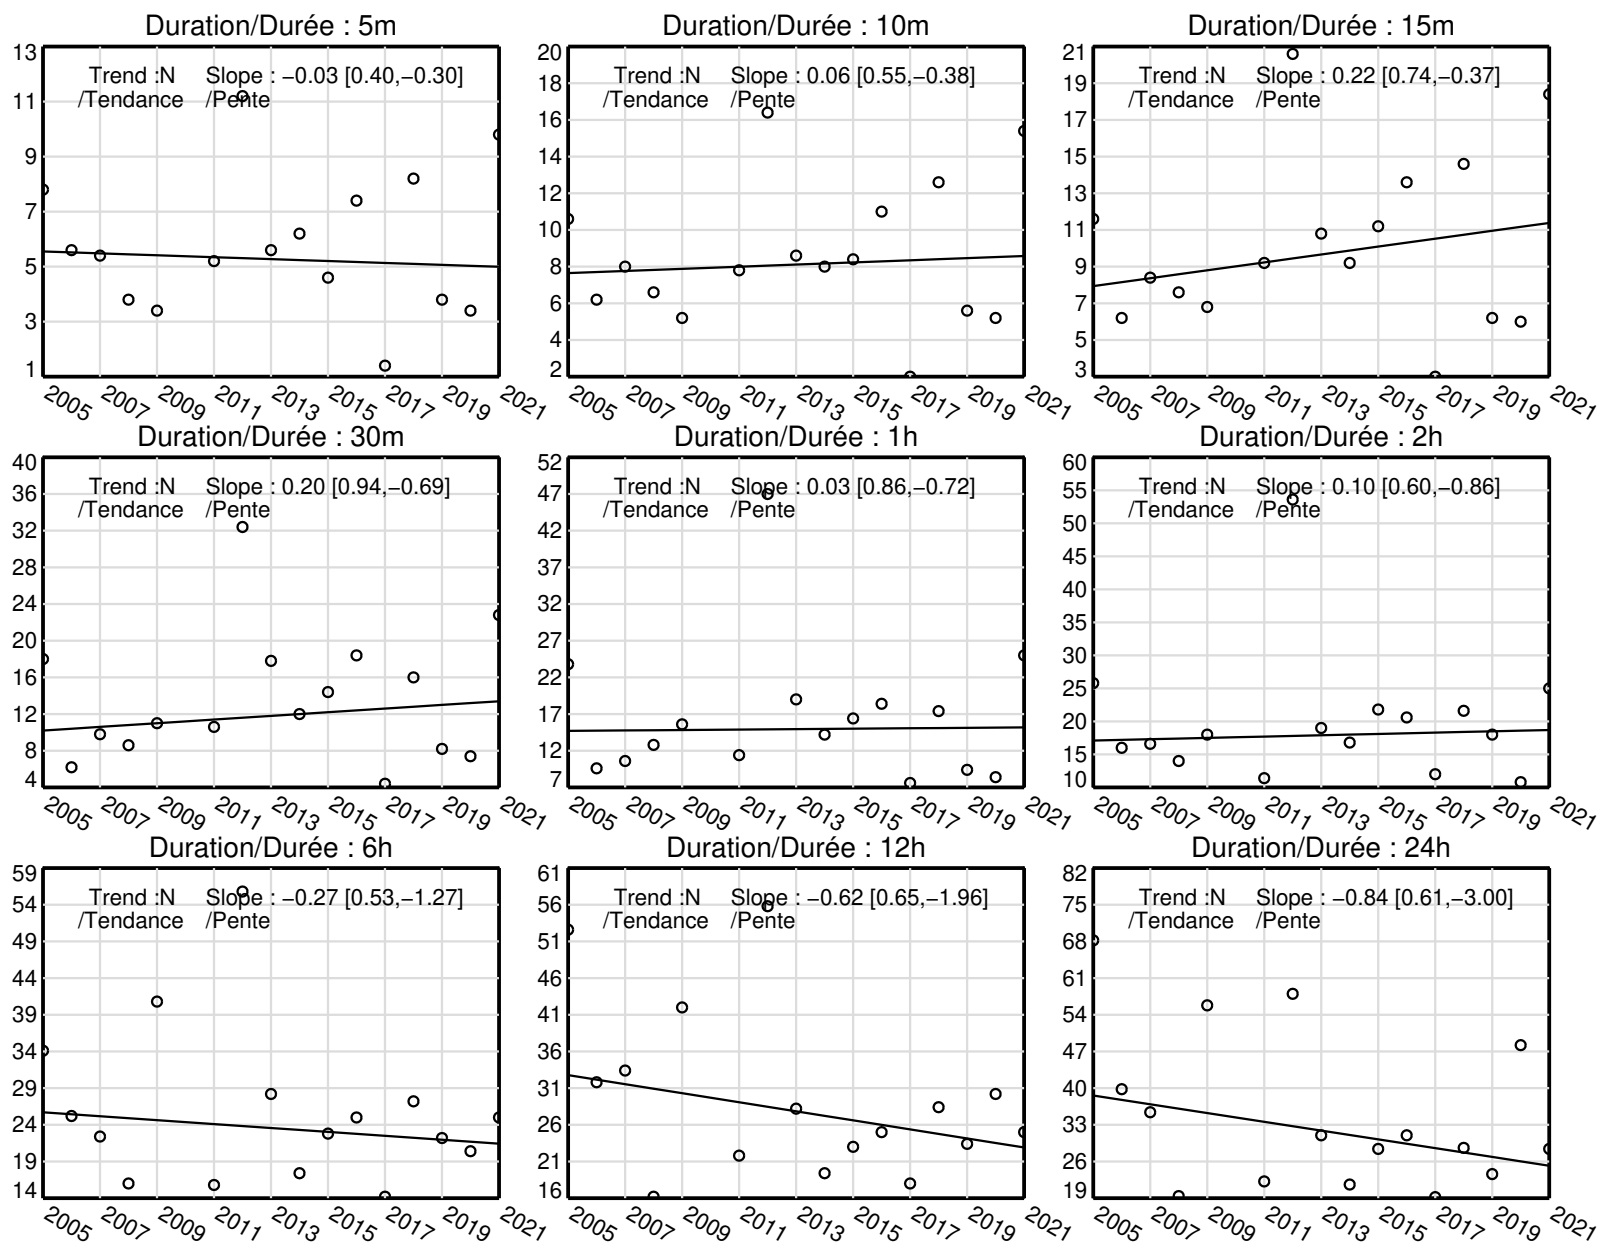 Duration/Durée : 5m
Trend :N Slope : −0.03 [0.40,−0.30]
/Tendance /Pente
13
11
9
7
5
3
1
2005 2007 2009 2011 2013 2015 2017 2019 2021
Duration/Durée : 10m
Trend :N Slope : 0.06 [0.55,−0.38]
/Tendance /Pente
20
18
16
14
12
10
8
6
4
2
2005 2007 2009 2011 2013 2015 2017 2019 2021
Duration/Durée : 15m
Trend :N Slope : 0.22 [0.74,−0.37]
/Tendance /Pente
21
19
17
15
13
11
9
7
5
3
2005 2007 2009 2011 2013 2015 2017 2019 2021
Duration/Durée : 30m
Trend :N Slope : 0.20 [0.94,−0.69]
/Tendance /Pente
40
36
32
28
24
20
16
12
8
4
2005 2007 2009 2011 2013 2015 2017 2019 2021
Duration/Durée : 1h
Trend :N Slope : 0.03 [0.86,−0.72]
/Tendance /Pente
52
47
42
37
32
27
22
17
12
7
2005 2007 2009 2011 2013 2015 2017 2019 2021
Duration/Durée : 2h
Trend :N Slope : 0.10 [0.60,−0.86]
/Tendance /Pente
60
55
50
45
40
35
30
25
20
15
10
2005 2007 2009 2011 2013 2015 2017 2019 2021
Duration/Durée : 6h
Trend :N Slope : −0.27 [0.53,−1.27]
/Tendance /Pente
59
54
49
44
39
34
29
24
19
14
2005 2007 2009 2011 2013 2015 2017 2019 2021
Duration/Durée : 12h
Trend :N Slope : −0.62 [0.65,−1.96]
/Tendance /Pente
61
56
51
46
41
36
31
26
21
16
2005 2007 2009 2011 2013 2015 2017 2019 2021
Duration/Durée : 24h
Trend :N Slope : −0.84 [0.61,−3.00]
/Tendance /Pente
82
75
68
61
54
47
40
33
26
19
2005 2007 2009 2011 2013 2015 2017 2019 2021